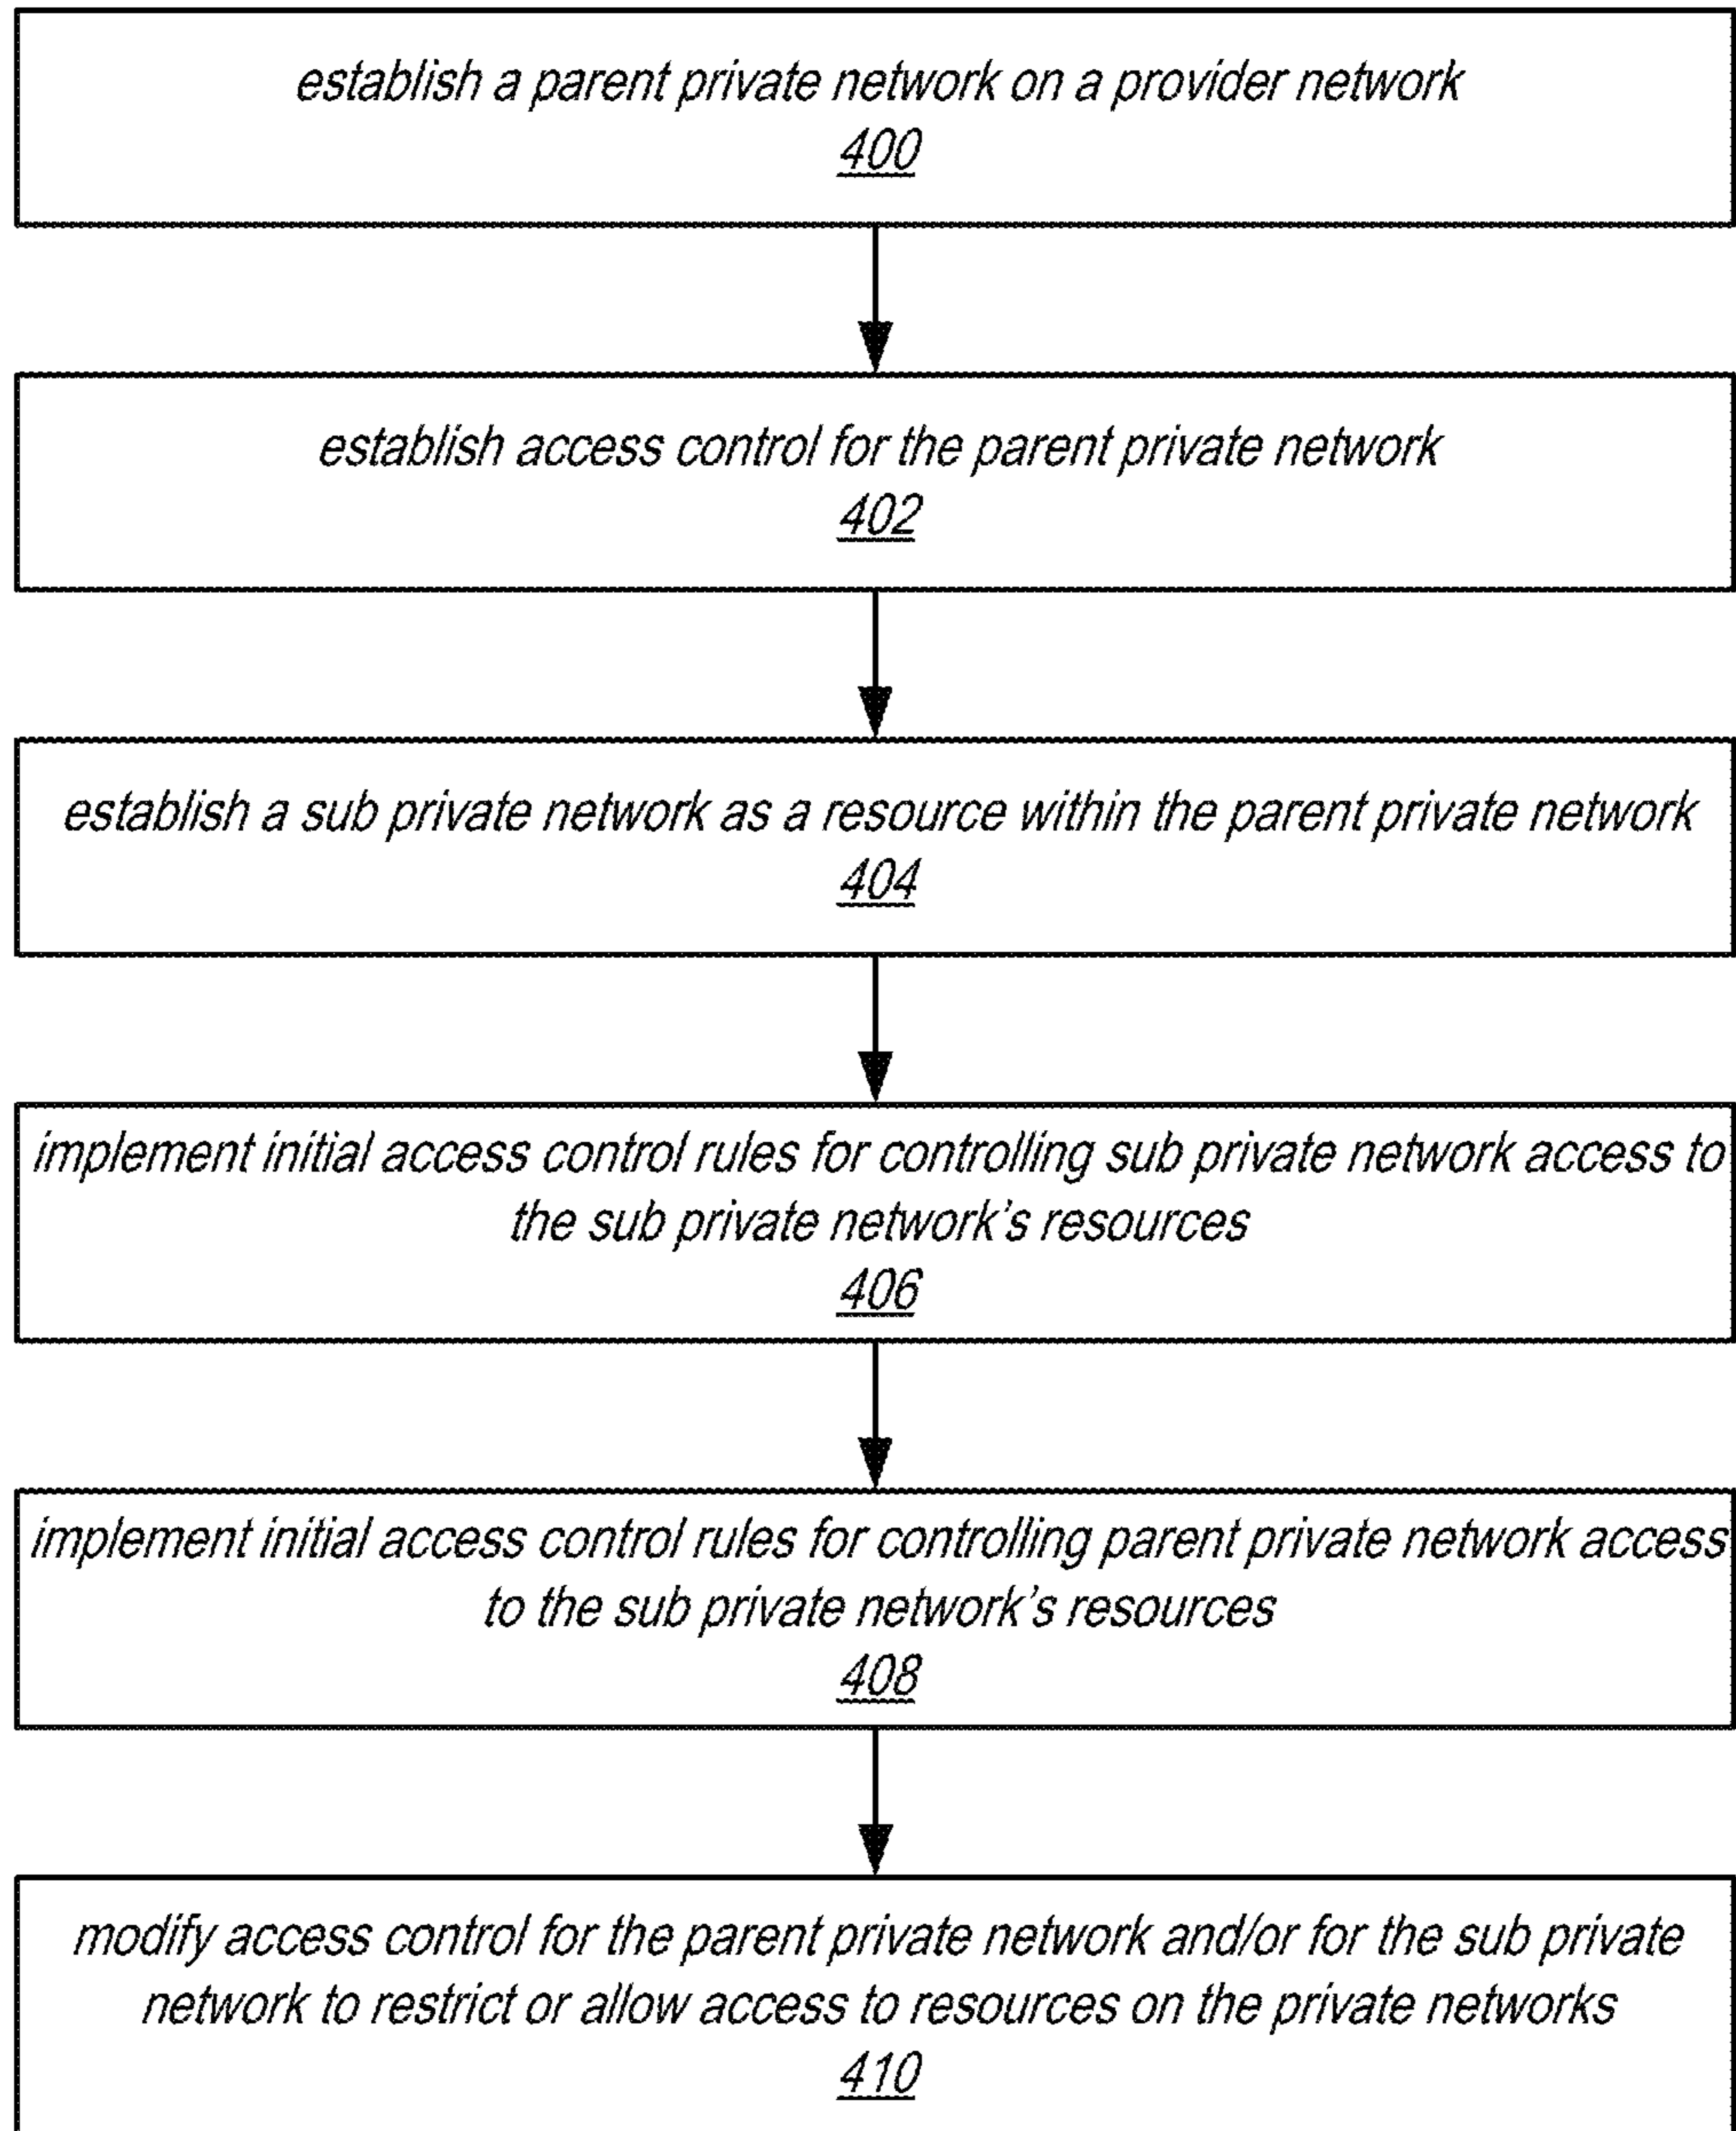 establish a parent private network on a provider network
400
establish access control for the parent private network
402
establish a sub private network as a resource within the parent private network
404
implement initial access control rules for controlling sub private network access to
the sub private network's resources
406
implement initial access control rules for controlling parent private network access
to the sub private network's resources
408
modify access control for the parent private network and/or for the sub private
network to restrict or allow access to resources on the private networks
410